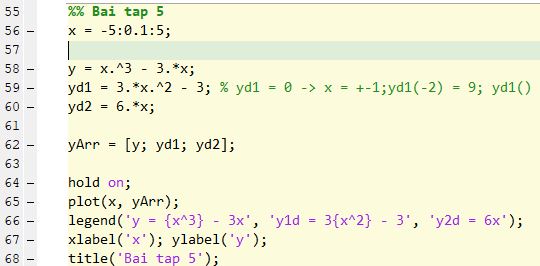 55 %% Bai tap 5
56 - x = -5:0.1:5;
57
58 - y = x.^3 - 3.*x;
59 - yd1 = 3.*x.^2 - 3; % yd1 = 0 -> x = +-1;yd1(-2) = 9; yd1()
60 - yd2 = 6.*x;
61
62 - yArr = [y; yd1; yd2];
63
64 - hold on;
65 - plot(x, yArr);
66 - legend('y = {x^3} - 3x', 'y1d = 3{x^2} - 3', 'y2d = 6x');
67 - xlabel('x'); ylabel('y');
68 - title('Bai tap 5');